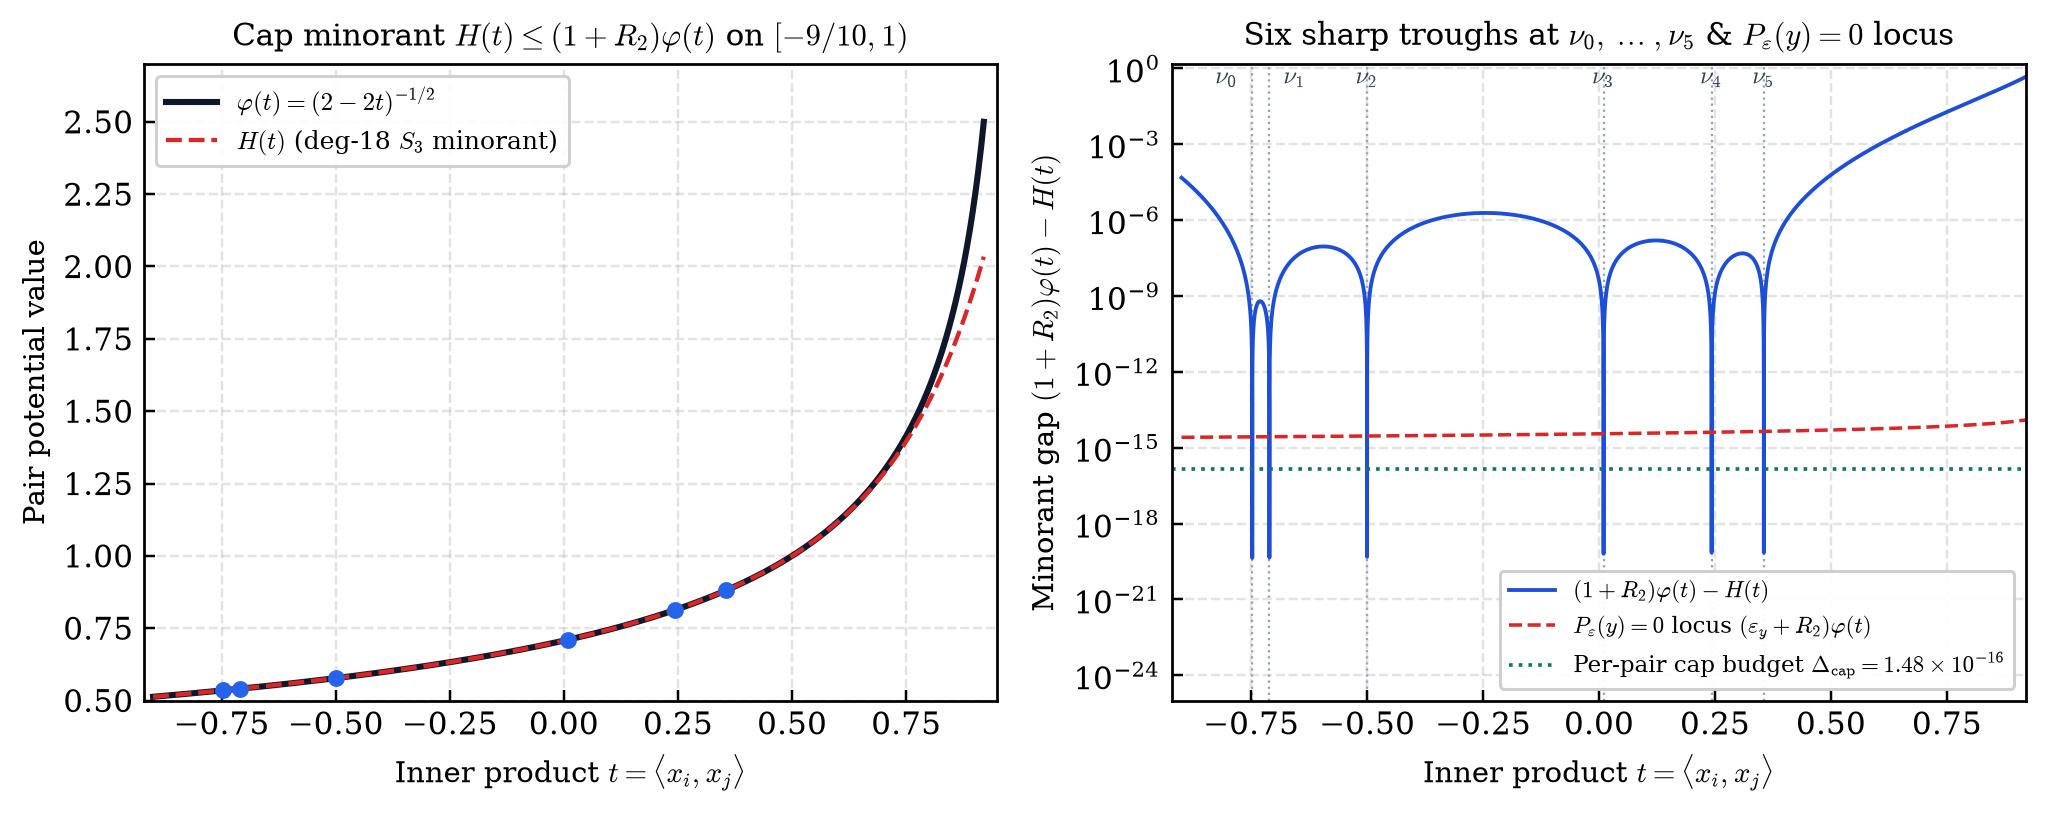 Cap minorant H(t) ≤ (1 + R₂)φ(t) on [−9/10, 1)
φ(t) = (2 − 2t)^{−1/2}
H(t) (deg-18 S₃ minorant)
Pair potential value
2.50
2.25
2.00
1.75
1.50
1.25
1.00
0.75
0.50
−0.75 −0.50 −0.25 0.00 0.25 0.50 0.75
Inner product t = ⟨x_i, x_j⟩
Six sharp troughs at ν₀, … , ν₅ & P_ε(y) = 0 locus
ν₀ ν₁ ν₂ ν₃ ν₄ ν₅
Minorant gap (1 + R₂)φ(t) − H(t)
10⁰
10⁻³
10⁻⁶
10⁻⁹
10⁻¹²
10⁻¹⁵
10⁻¹⁸
10⁻²¹
10⁻²⁴
(1 + R₂)φ(t) − H(t)
P_ε(y) = 0 locus (ε_y + R₂)φ(t)
Per-pair cap budget Δ_cap = 1.48 × 10⁻¹⁶
−0.75 −0.50 −0.25 0.00 0.25 0.50 0.75
Inner product t = ⟨x_i, x_j⟩